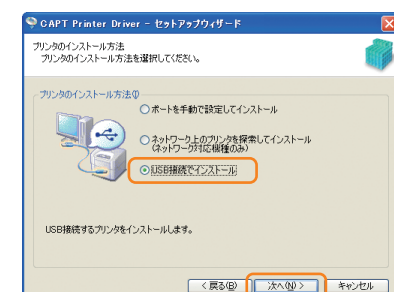 CAPT Printer Driver - セットアップウィザード
プリンタのインストール方法
プリンタのインストール方法を選択してください。
プリンタのインストール方法(I)
ポートを手動で設定してインストール
ネットワーク上のプリンタを探索してインストール
(ネットワーク対応機種のみ)
USB接続でインストール
USB接続するプリンタをインストールします。
< 戻る(B) 次へ(N) > キャンセル